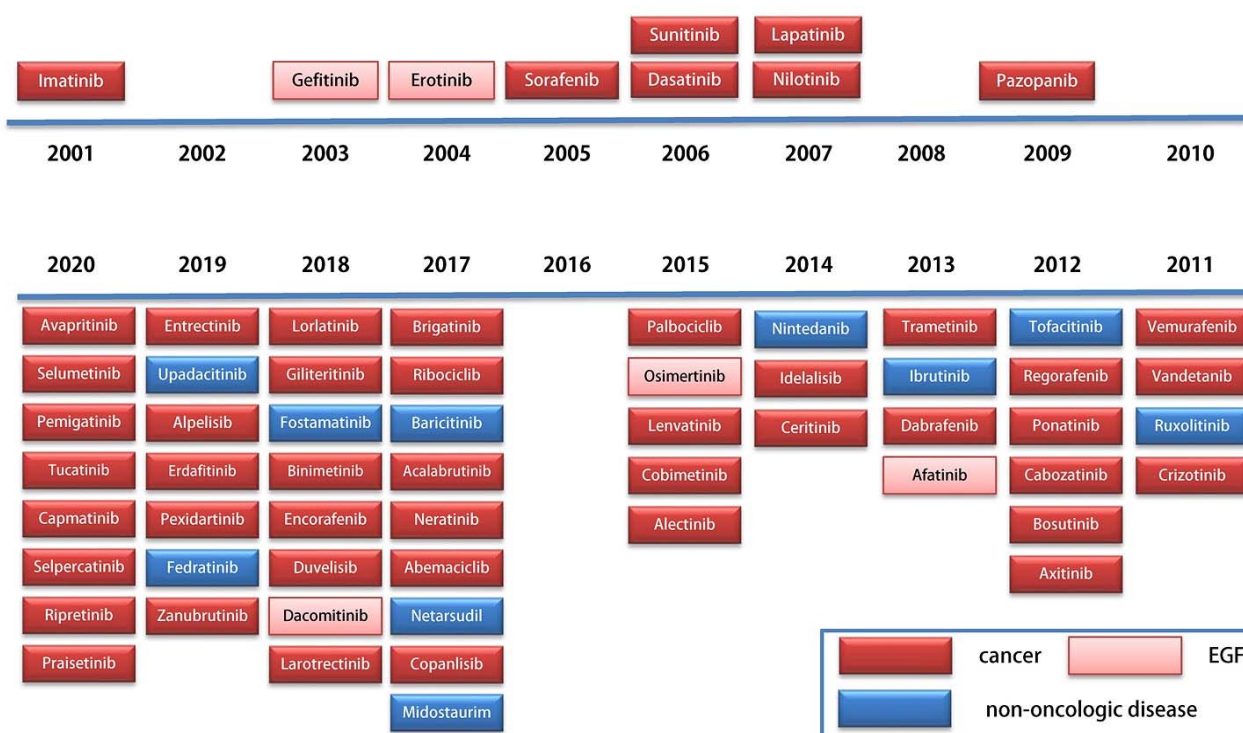 Sunitinib Lapatinib
Imatinib Gefitinib Erotinib Sorafenib Dasatinib Nilotinib Pazopanib
2001 2002 2003 2004 2005 2006 2007 2008 2009 2010
2020 2019 2018 2017 2016 2015 2014 2013 2012 2011
Avapritinib Entrectinib Lorlatinib Brigatinib Palbociclib Nintedanib Trametinib Tofacitinib Vemurafenib
Selumetinib Upadacitinib Giliteritinib Ribociclib Osimertinib Idelalisib Ibrutinib Regorafenib Vandetanib
Pemigatinib Alpelisib Fostamatinib Baricitinib Lenvatinib Ceritinib Dabrafenib Ponatinib Ruxolitinib
Tucatinib Erdafitinib Binimetinib Acalabrutinib Cobimetinib Afatinib Cabozatinib Crizotinib
Capmatinib Pexidartinib Encorafenib Neratinib Alectinib Bosutinib
Selpercatinib Fedratinib Duvelisib Abemaciclib Axitinib
Ripretinib Zanubrutinib Dacomitinib Netarsudil
Praisetinib Larotrectinib Copanlisib
Midostaurim
cancer EGF
non-oncologic disease